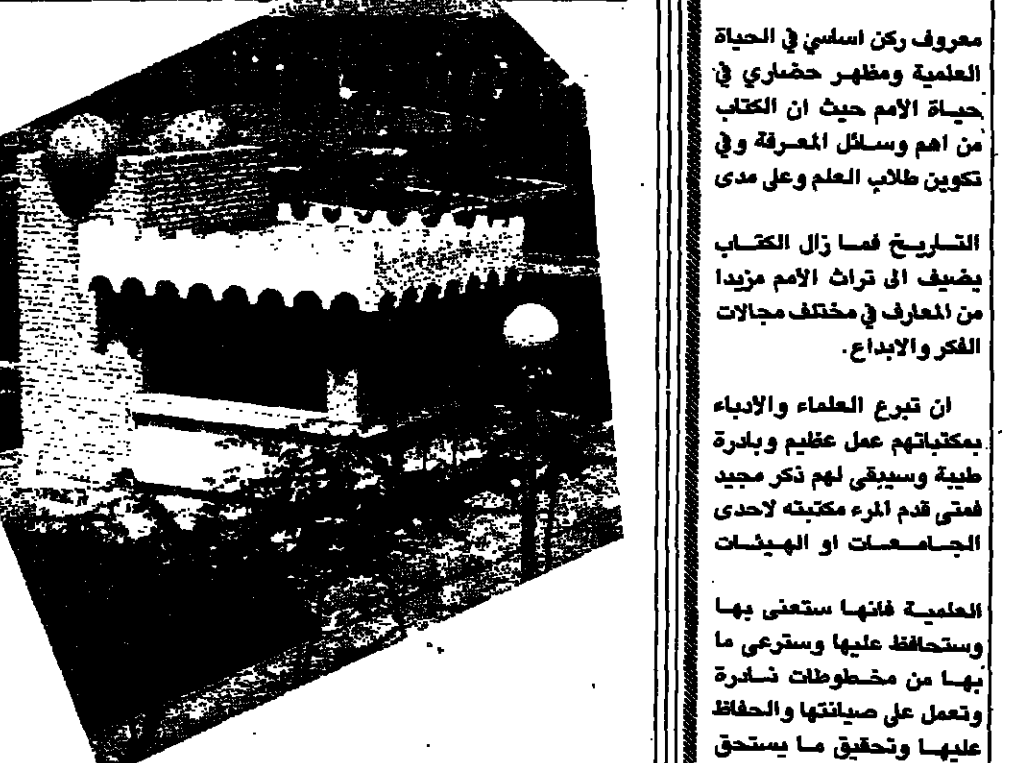 معروف ركن اساسي في الحياة
العلمية ومظهر حضاري في
حياة الأمم حيث ان الكتاب
من اهم وسائل المعرفة وفي
تكوين طلاب العلم وعلى مدى
التاريخ فما زال الكتاب
يضيف الى تراث الأمم مزيدا
من المعارف في مختلف مجالات
الفكر والابداع.
ان تبرع العلماء والادباء
بمكتباتهم عمل عظيم وبادرة
طيبة وسيبقى لهم ذكر مجيد
فمتى قدم المرء مكتبته لاحدى
الجامعات او الهيئات
العلمية فانها ستعنى بها
وستحافظ عليها وسترعى ما
بها من مخطوطات نادرة
وتعمل على صيانتها والحفاظ
عليها وتحقيق ما يستحق